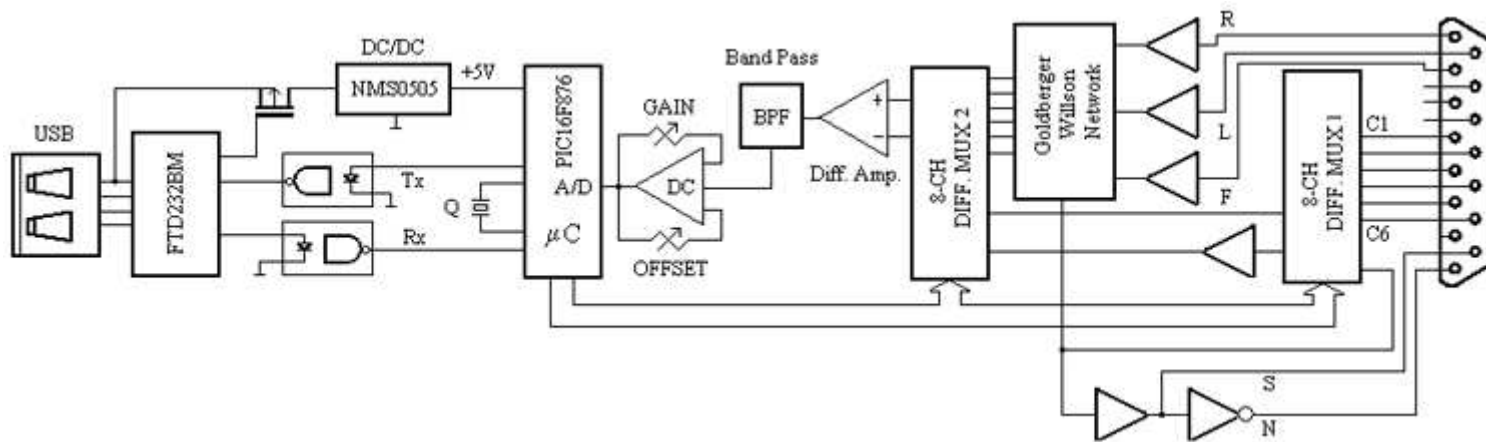 USB
FTD232BM
DC/DC
NMS0505
+5V
Tx
Rx
Q
PIC16F876
A/D
μC
GAIN
DC
OFFSET
Band Pass
BPF
+
−
Diff. Amp.
8-CH
DIFF. MUX 2
Goldberger
Willson
Network
R
L
F
8-CH
DIFF. MUX 1
C1
C6
S
N